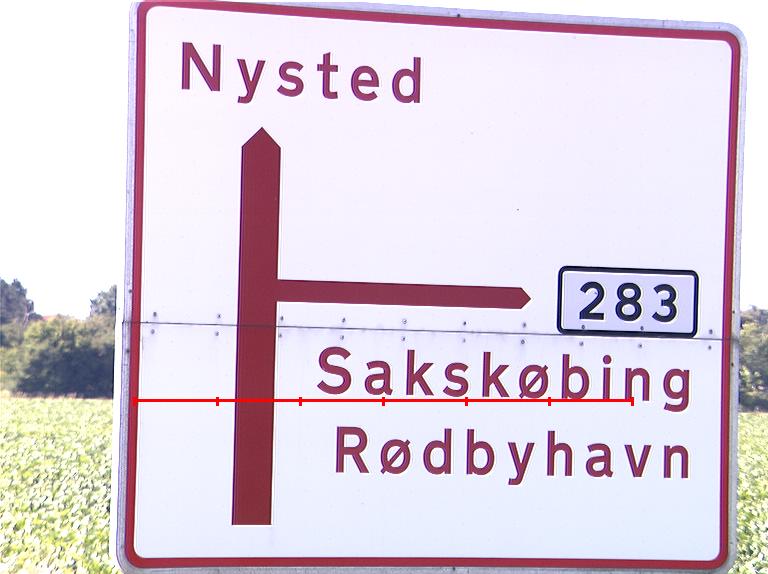 Nysted
283
Sakskøbing
Rødbyhavn